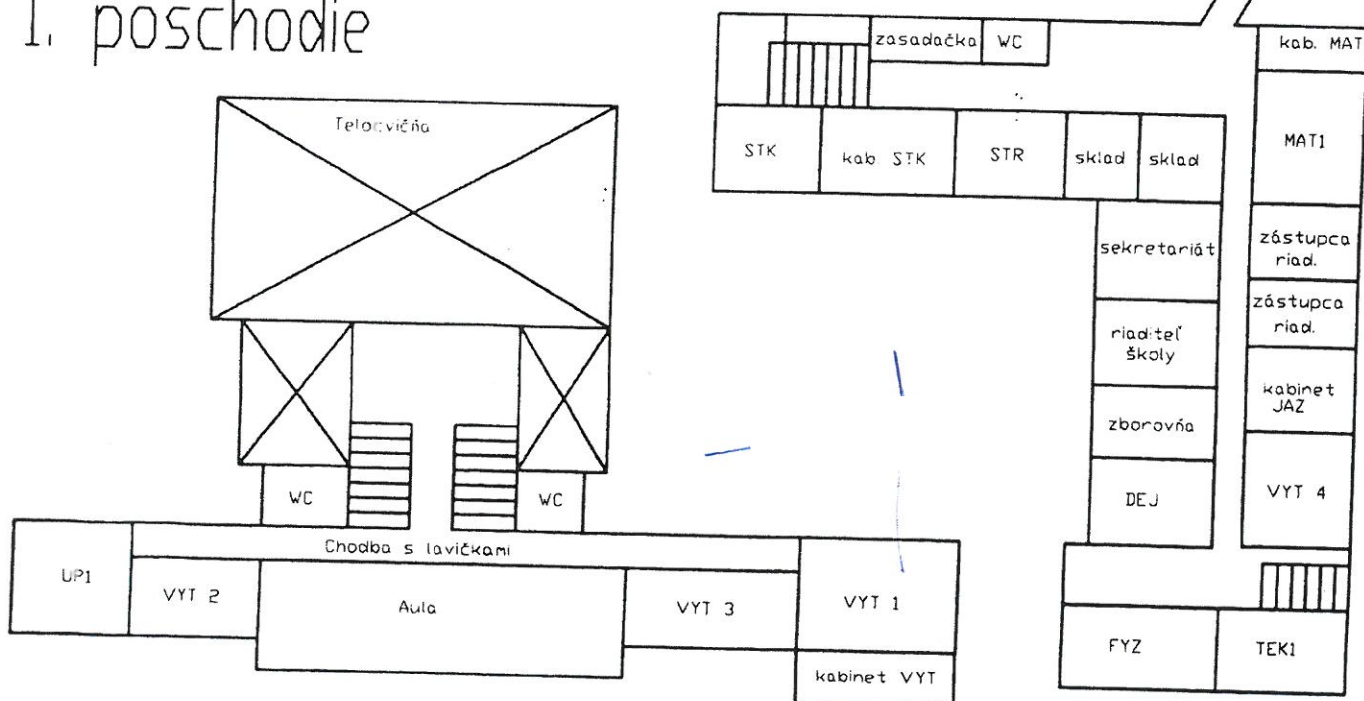 1. poschodie
zasadačka
WC
kab. MAT
Telocvičňa
STK
kab. STK
STR
sklad
sklad
MAT1
sekretariát
zástupca
riad.
riaditeľ
školy
zástupca
riad.
zborovňa
kabinet
JAZ
DEJ
VYT 4
WC
WC
Chodba s lavičkami
UP1
VYT 2
Aula
VYT 3
VYT 1
kabinet VYT
FYZ
TEK1